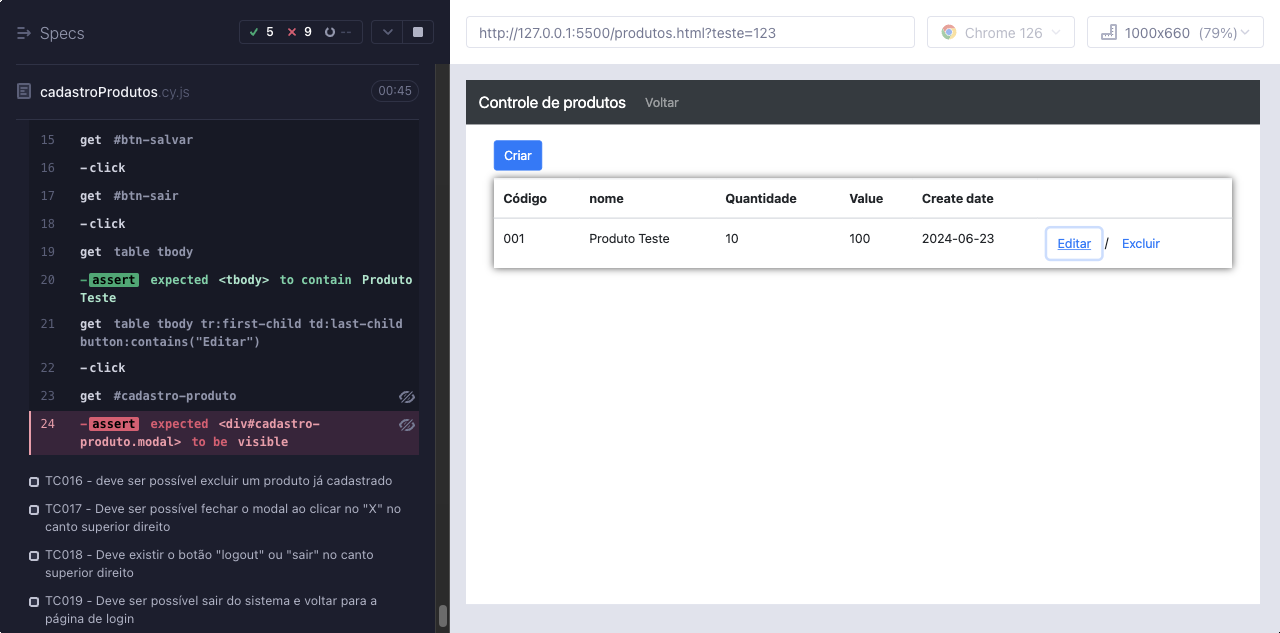 Specs
5
9
--
cadastroProdutos.cy.js
00:45
15 get #btn-salvar
16 -click
17 get #btn-sair
18 -click
19 get table tbody
20 -assert expected <tbody> to contain Produto
Teste
21 get table tbody tr:first-child td:last-child
button:contains("Editar")
22 -click
23 get #cadastro-produto
24 -assert expected <div#cadastro-
produto.modal> to be visible
TC016 - deve ser possível excluir um produto já cadastrado
TC017 - Deve ser possível fechar o modal ao clicar no "X" no
canto superior direito
TC018 - Deve existir o botão "logout" ou "sair" no canto
superior direito
TC019 - Deve ser possível sair do sistema e voltar para a
página de login
http://127.0.0.1:5500/produtos.html?teste=123
Chrome 126
1000x660 (79%)
Controle de produtos Voltar
Criar
Código nome Quantidade Value Create date
001 Produto Teste 10 100 2024-06-23 Editar / Excluir